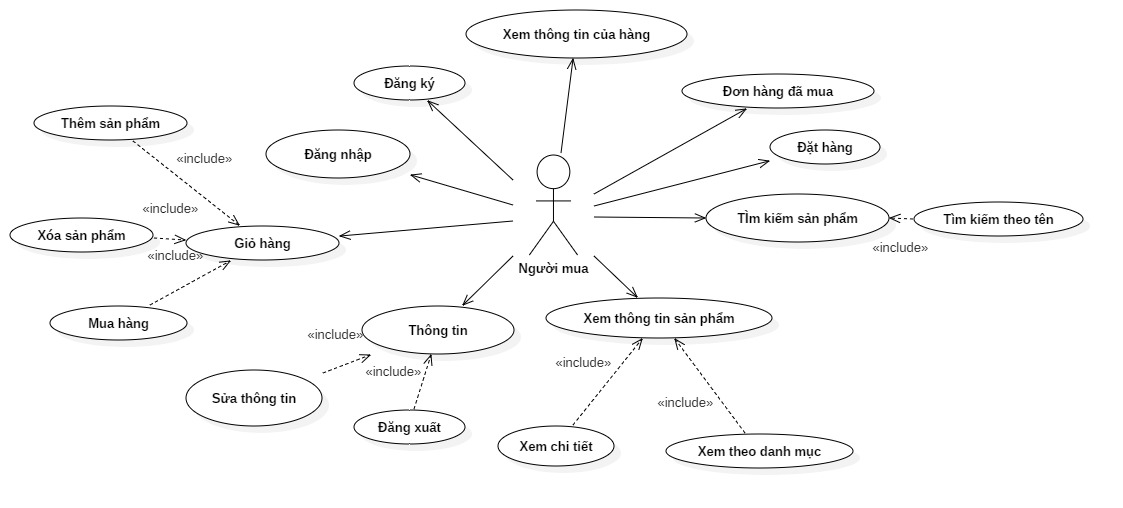 Xem thông tin của hàng
Đăng ký
Đơn hàng đã mua
Thêm sản phẩm
Đăng nhập
«include»
Đặt hàng
«include»
TÌm kiếm sản phẩm
Tìm kiếm theo tên
Xóa sản phẩm
Giỏ hàng
«include»
«include»
Người mua
Mua hàng
Thông tin
Xem thông tin sản phẩm
«include»
«include»
«include»
Sửa thông tin
«include»
Đăng xuất
Xem chi tiết
Xem theo danh mục